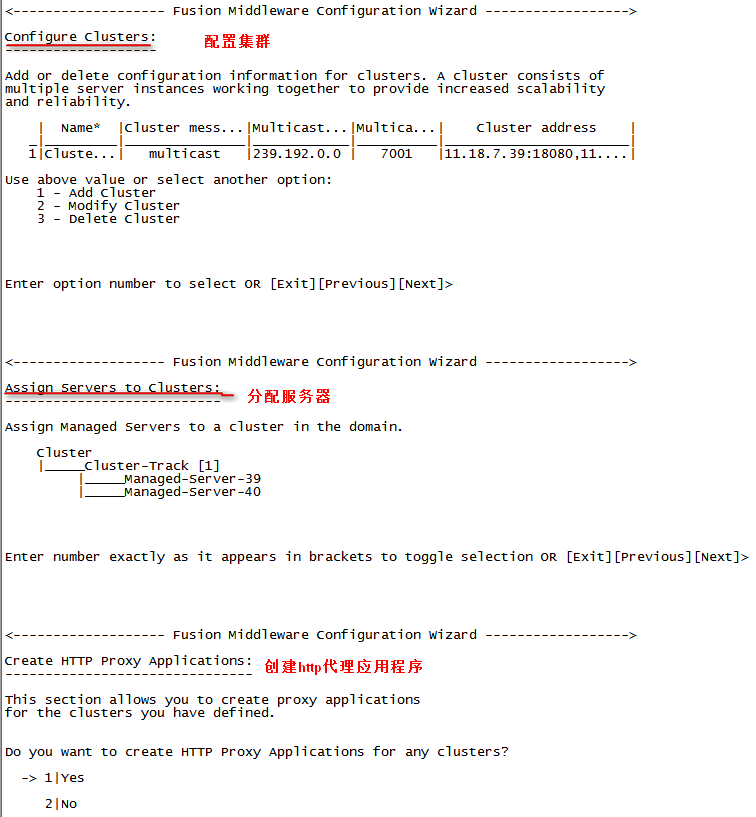 <------------------- Fusion Middleware Configuration Wizard ----------------->
Configure Clusters: 配置集群
-------------------
Add or delete configuration information for clusters. A cluster consists of
multiple server instances working together to provide increased scalability
and reliability.
| Name* |Cluster mess...|Multicast...|Multica...| Cluster address |
_|_________|_______________|____________|__________|_______________________|
1|Cluste...| multicast |239.192.0.0 | 7001 |11.18.7.39:18080,11....|
Use above value or select another option:
1 - Add Cluster
2 - Modify Cluster
3 - Delete Cluster
Enter option number to select OR [Exit][Previous][Next]>
<------------------- Fusion Middleware Configuration Wizard ----------------->
Assign Servers to Clusters: 分配服务器
---------------------------
Assign Managed Servers to a cluster in the domain.
Cluster
|_____Cluster-Track [1]
|_____Managed-Server-39
|_____Managed-Server-40
Enter number exactly as it appears in brackets to toggle selection OR [Exit][Previous][Next]>
<------------------- Fusion Middleware Configuration Wizard ----------------->
Create HTTP Proxy Applications: 创建http代理应用程序
-------------------------------
This section allows you to create proxy applications
for the clusters you have defined.
Do you want to create HTTP Proxy Applications for any clusters?
-> 1|Yes
2|No